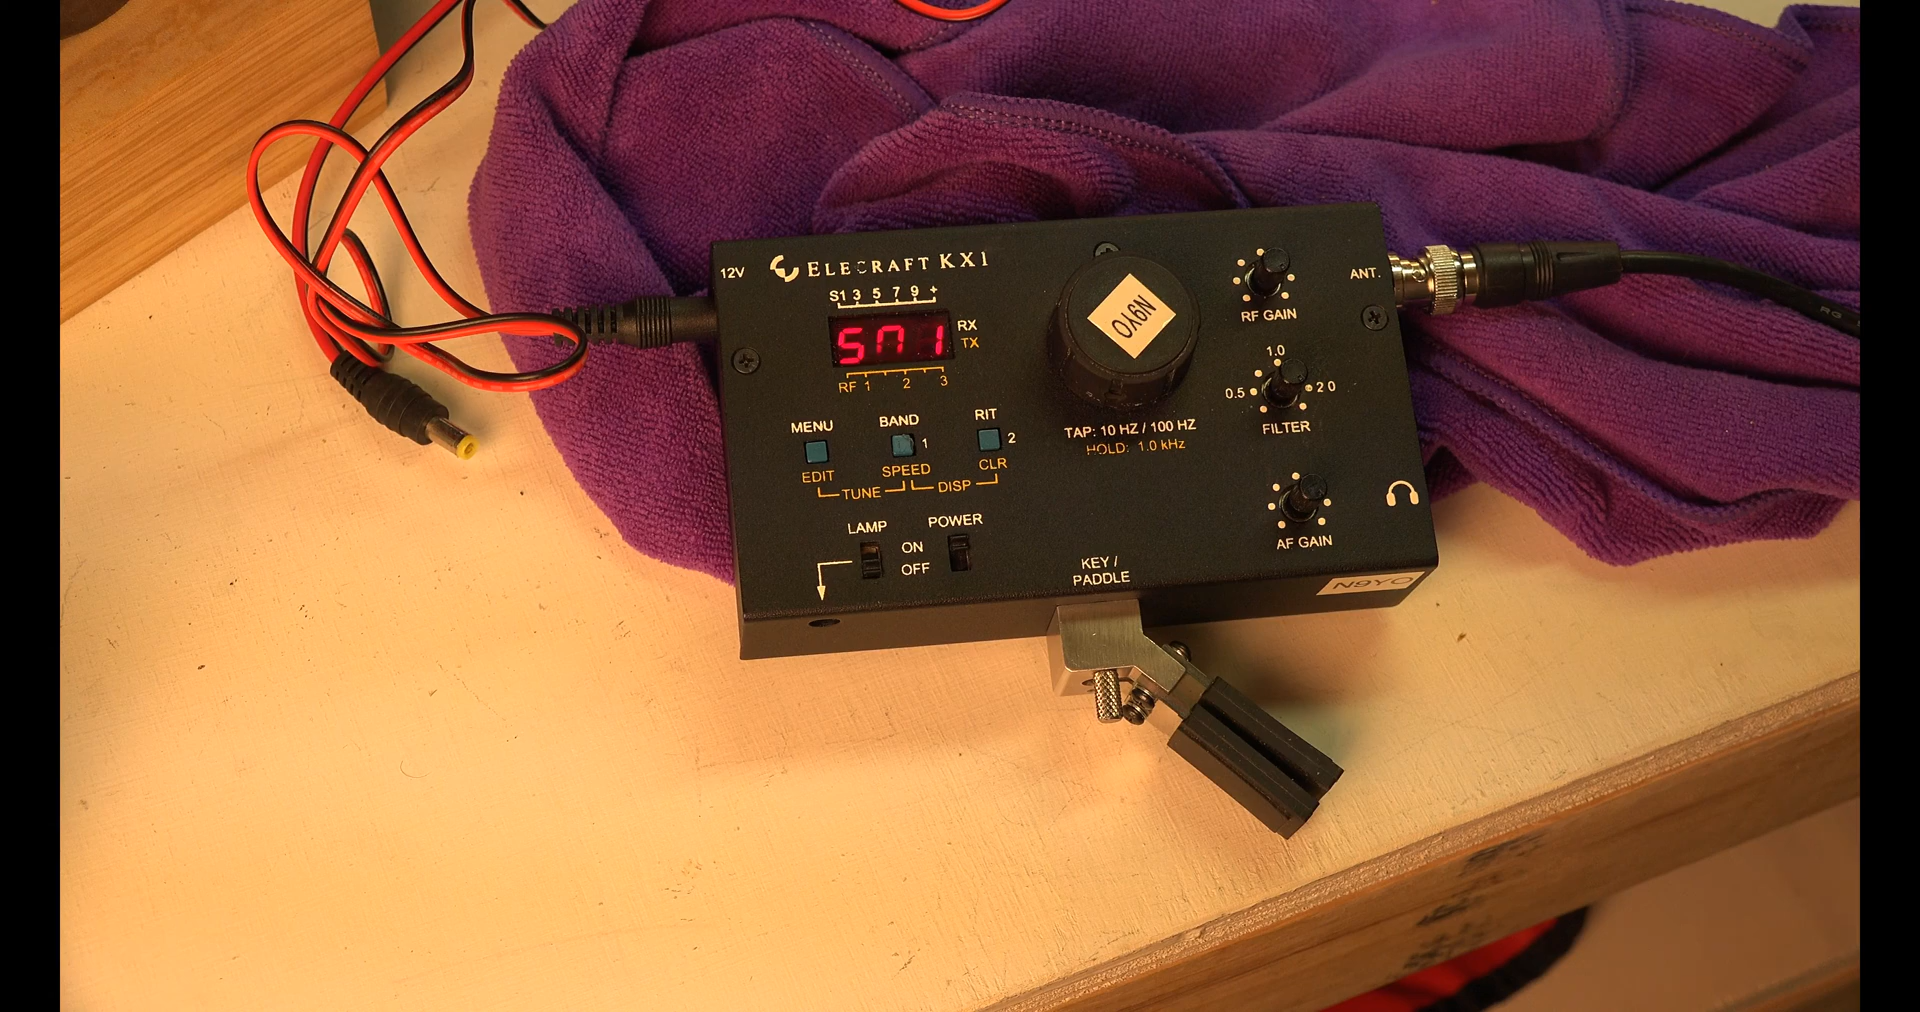 12V
ELECRAFT KX1
S1 3 5 7 9 +
5n1
RX
TX
RF 1 2 3
MENU
BAND
RIT
1
2
EDIT
SPEED
CLR
TUNE
DISP
LAMP
POWER
ON
OFF
N9YO
TAP: 10 HZ / 100 HZ
HOLD: 1.0 kHz
RF GAIN
ANT.
1.0
0.5
2.0
FILTER
AF GAIN
KEY /
PADDLE
N9YO
RG